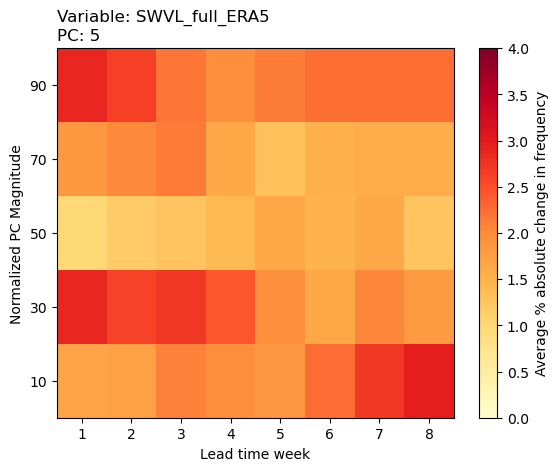 Variable: SWVL_full_ERA5
PC: 5
Normalized PC Magnitude
90
70
50
30
10
1 2 3 4 5 6 7 8
Lead time week
4.0
3.5
3.0
2.5
2.0
1.5
1.0
0.5
0.0
Average % absolute change in frequency